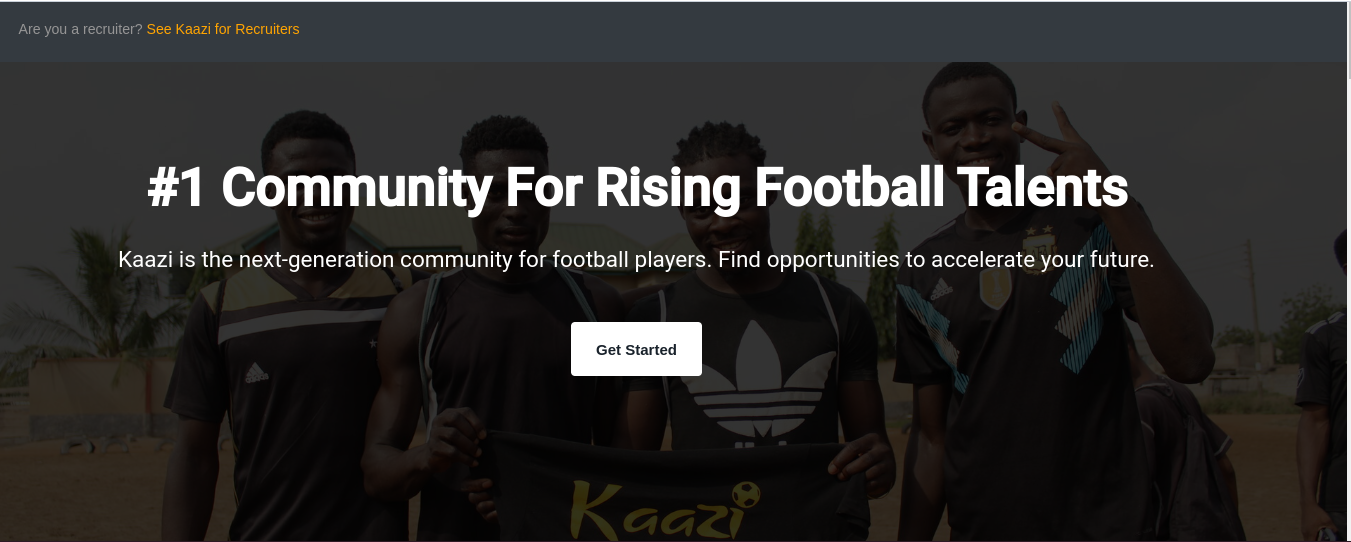 Are you a recruiter? See Kaazi for Recruiters
#1 Community For Rising Football Talents
Kaazi is the next-generation community for football players. Find opportunities to accelerate your future.
Get Started
Kaazi